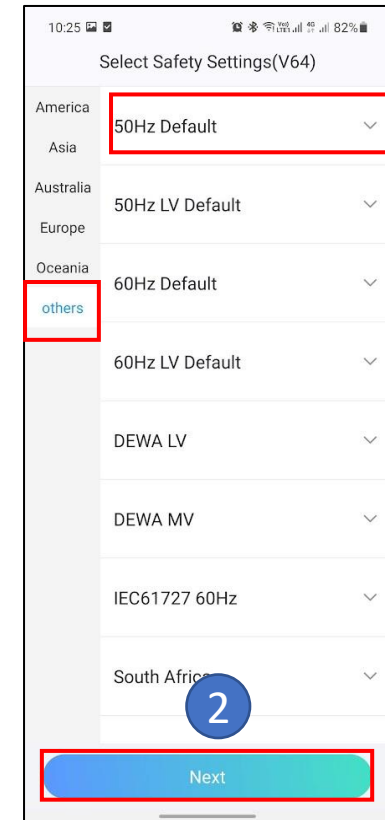 10:25 82%
Select Safety Settings(V64)
America
Asia
Australia
Europe
Oceania
others
50Hz Default
50Hz LV Default
60Hz Default
60Hz LV Default
DEWA LV
DEWA MV
IEC61727 60Hz
South Africa
2
Next